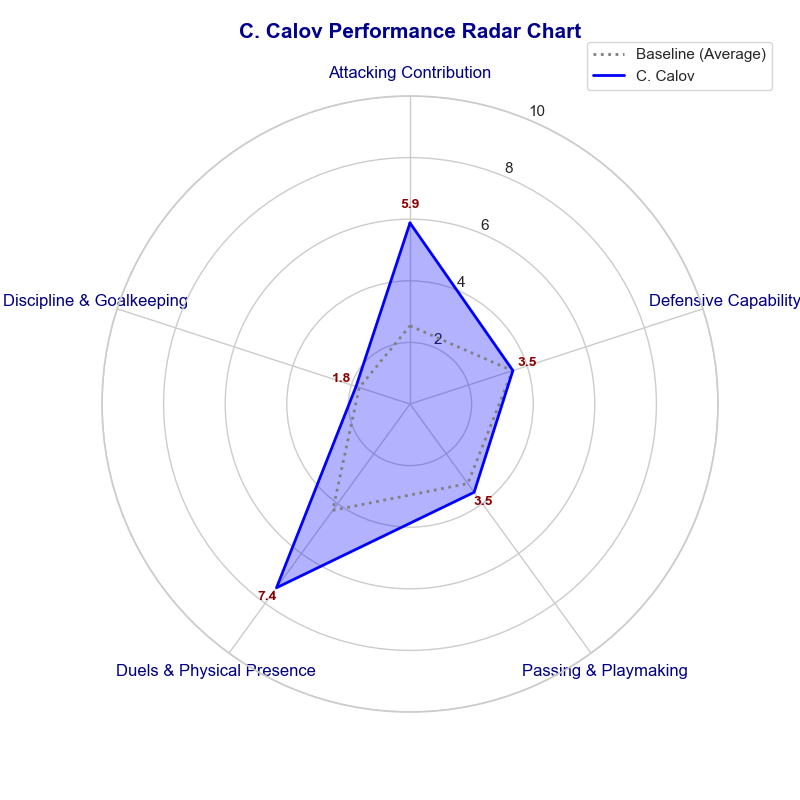 C. Calov Performance Radar Chart
Baseline (Average)
C. Calov
Attacking Contribution
10
8
5.9
6
4
Discipline & Goalkeeping
Defensive Capability
2
3.5
1.8
3.5
7.4
Duels & Physical Presence
Passing & Playmaking